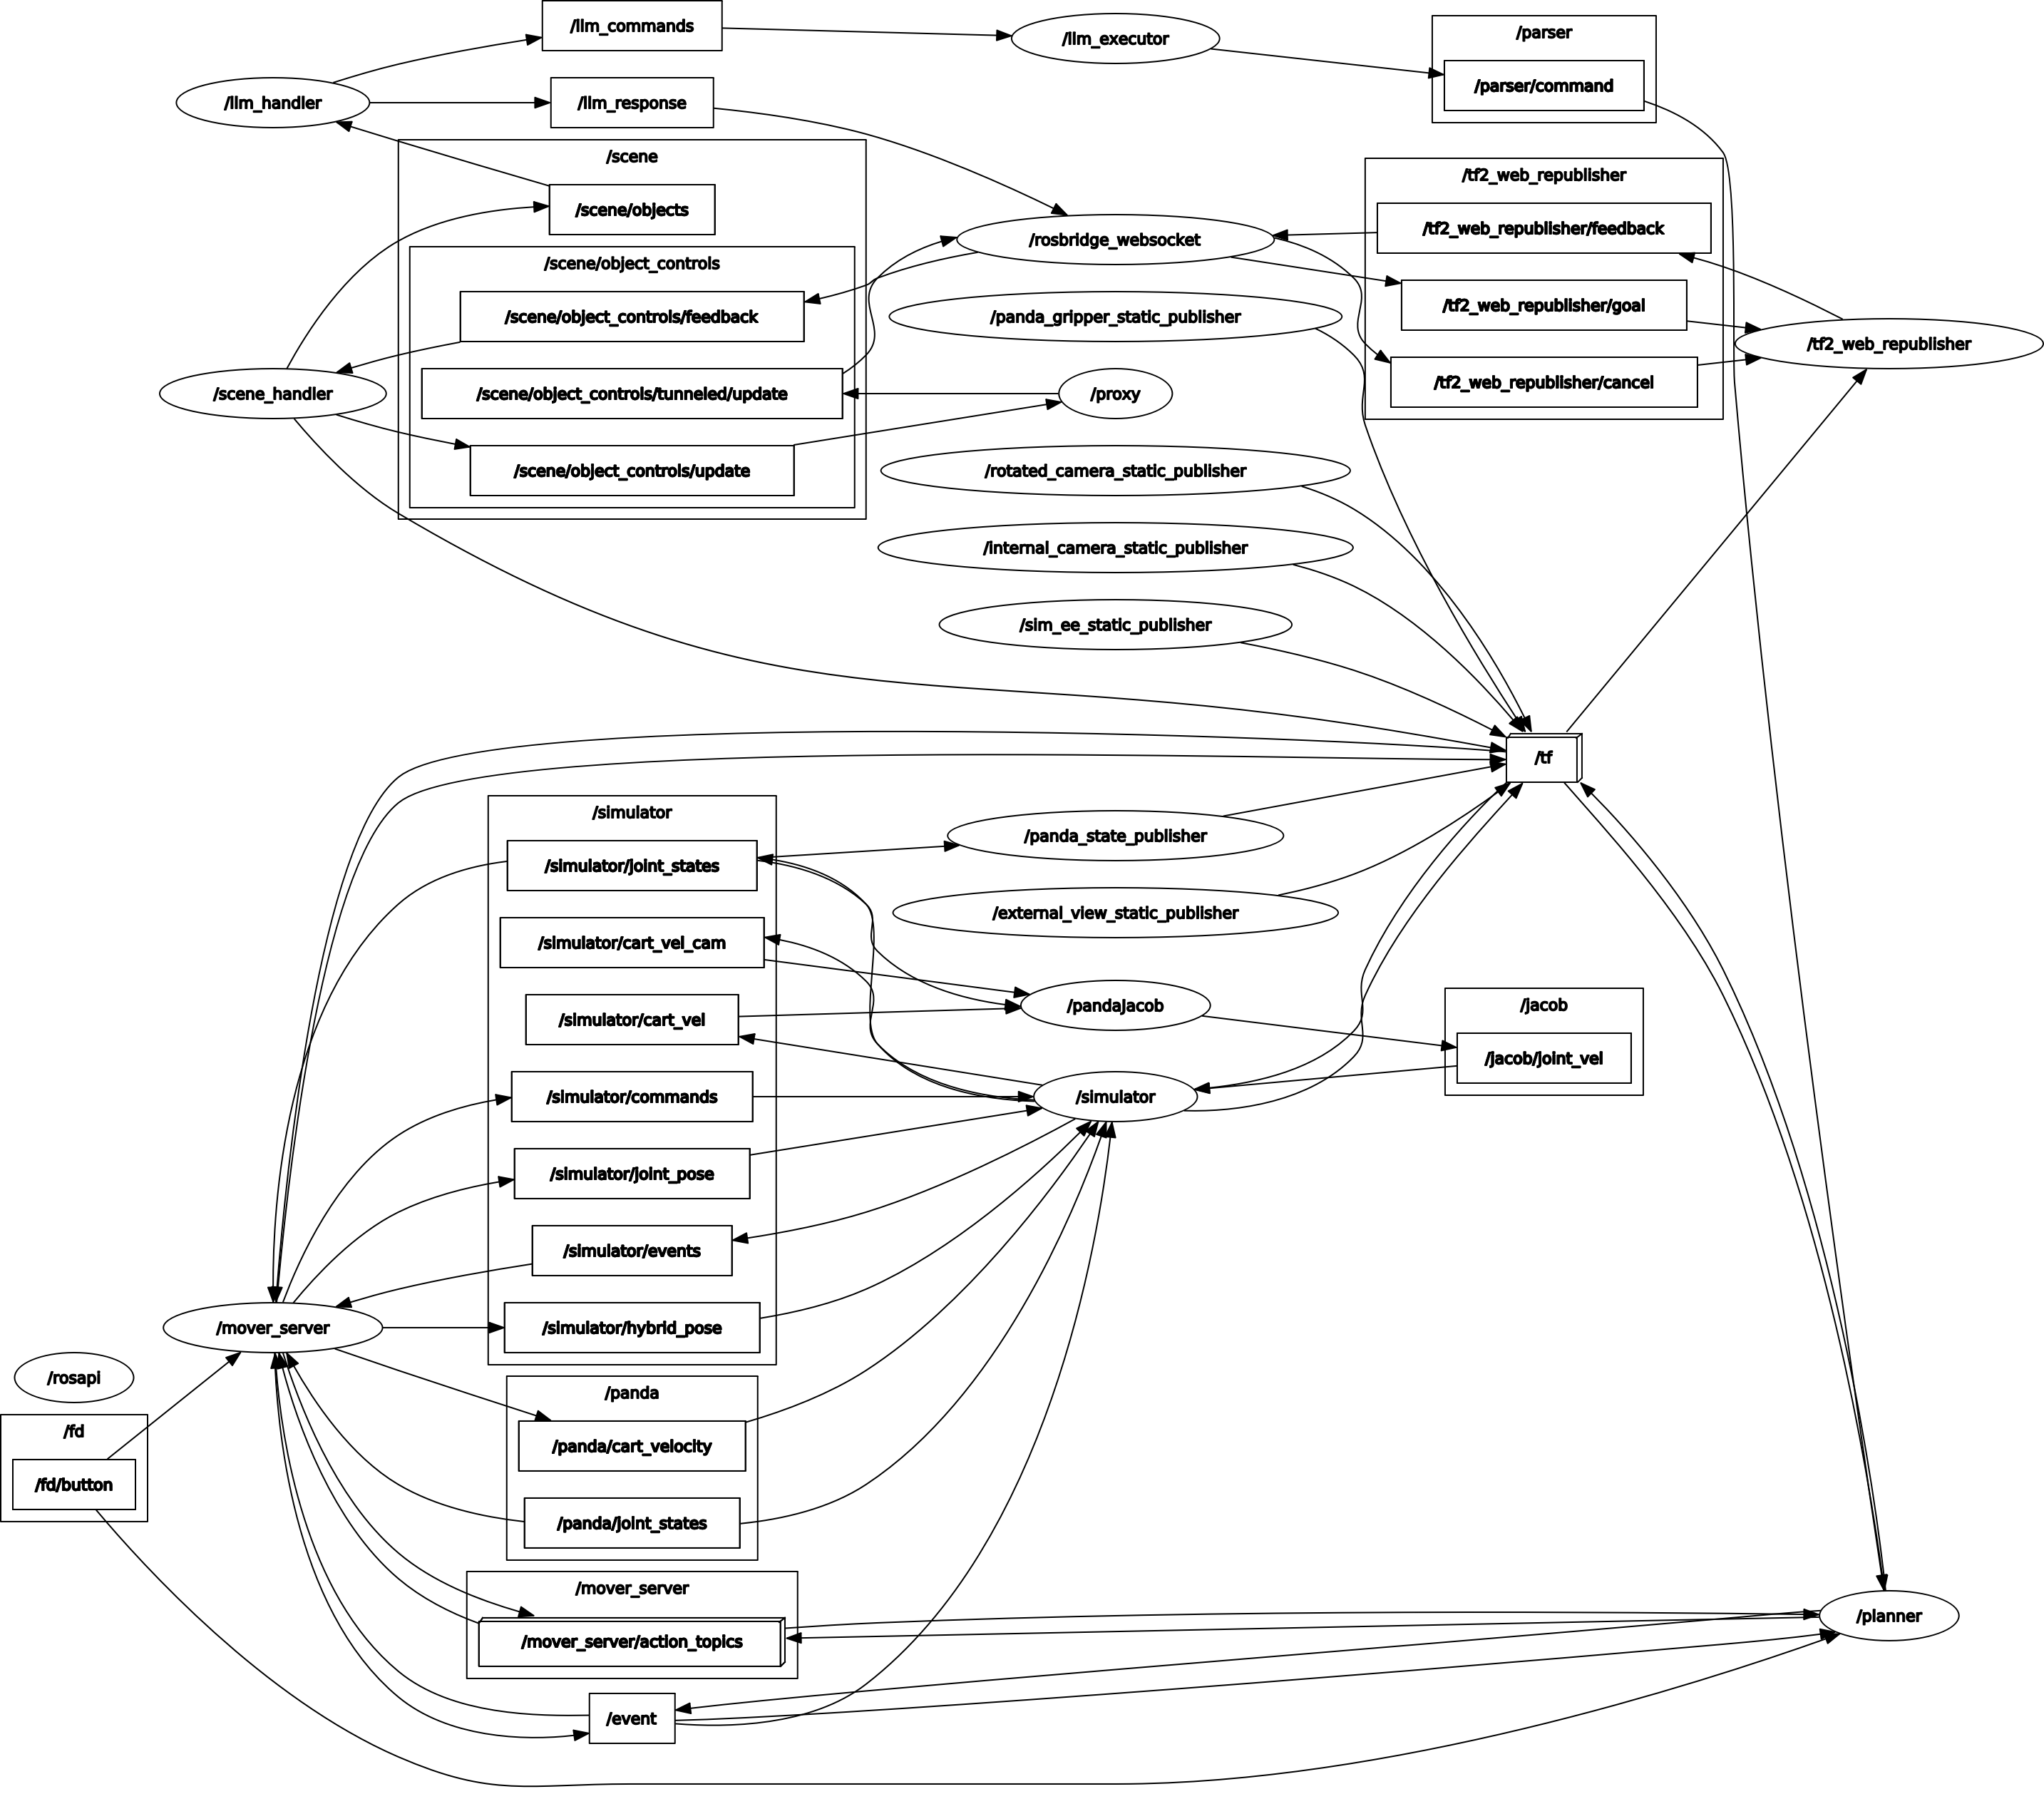 /llm_commands
/llm_executor
/parser
/parser/command
/llm_handler
/llm_response
/scene
/scene/objects
/scene/object_controls
/scene/object_controls/feedback
/scene/object_controls/tunneled/update
/scene/object_controls/update
/scene_handler
/rosbridge_websocket
/panda_gripper_static_publisher
/proxy
/rotated_camera_static_publisher
/internal_camera_static_publisher
/sim_ee_static_publisher
/tf2_web_republisher
/tf2_web_republisher/feedback
/tf2_web_republisher/goal
/tf2_web_republisher/cancel
/tf2_web_republisher
/tf
/simulator
/simulator/joint_states
/simulator/cart_vel_cam
/simulator/cart_vel
/simulator/commands
/simulator/joint_pose
/simulator/events
/simulator/hybrid_pose
/panda_state_publisher
/external_view_static_publisher
/pandajacob
/simulator
/jacob
/jacob/joint_vel
/mover_server
/rosapi
/fd
/fd/button
/panda
/panda/cart_velocity
/panda/joint_states
/mover_server
/mover_server/action_topics
/event
/planner